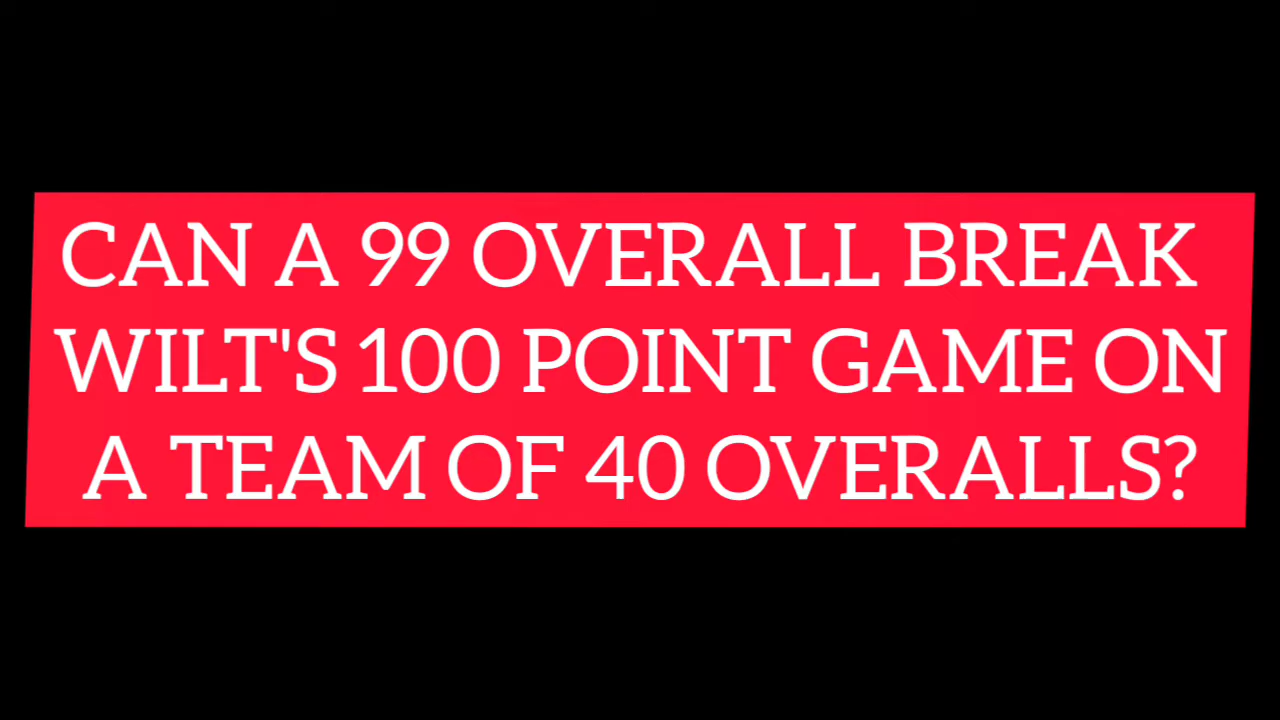 CAN A 99 OVERALL BREAK
WILT'S 100 POINT GAME ON
A TEAM OF 40 OVERALLS?